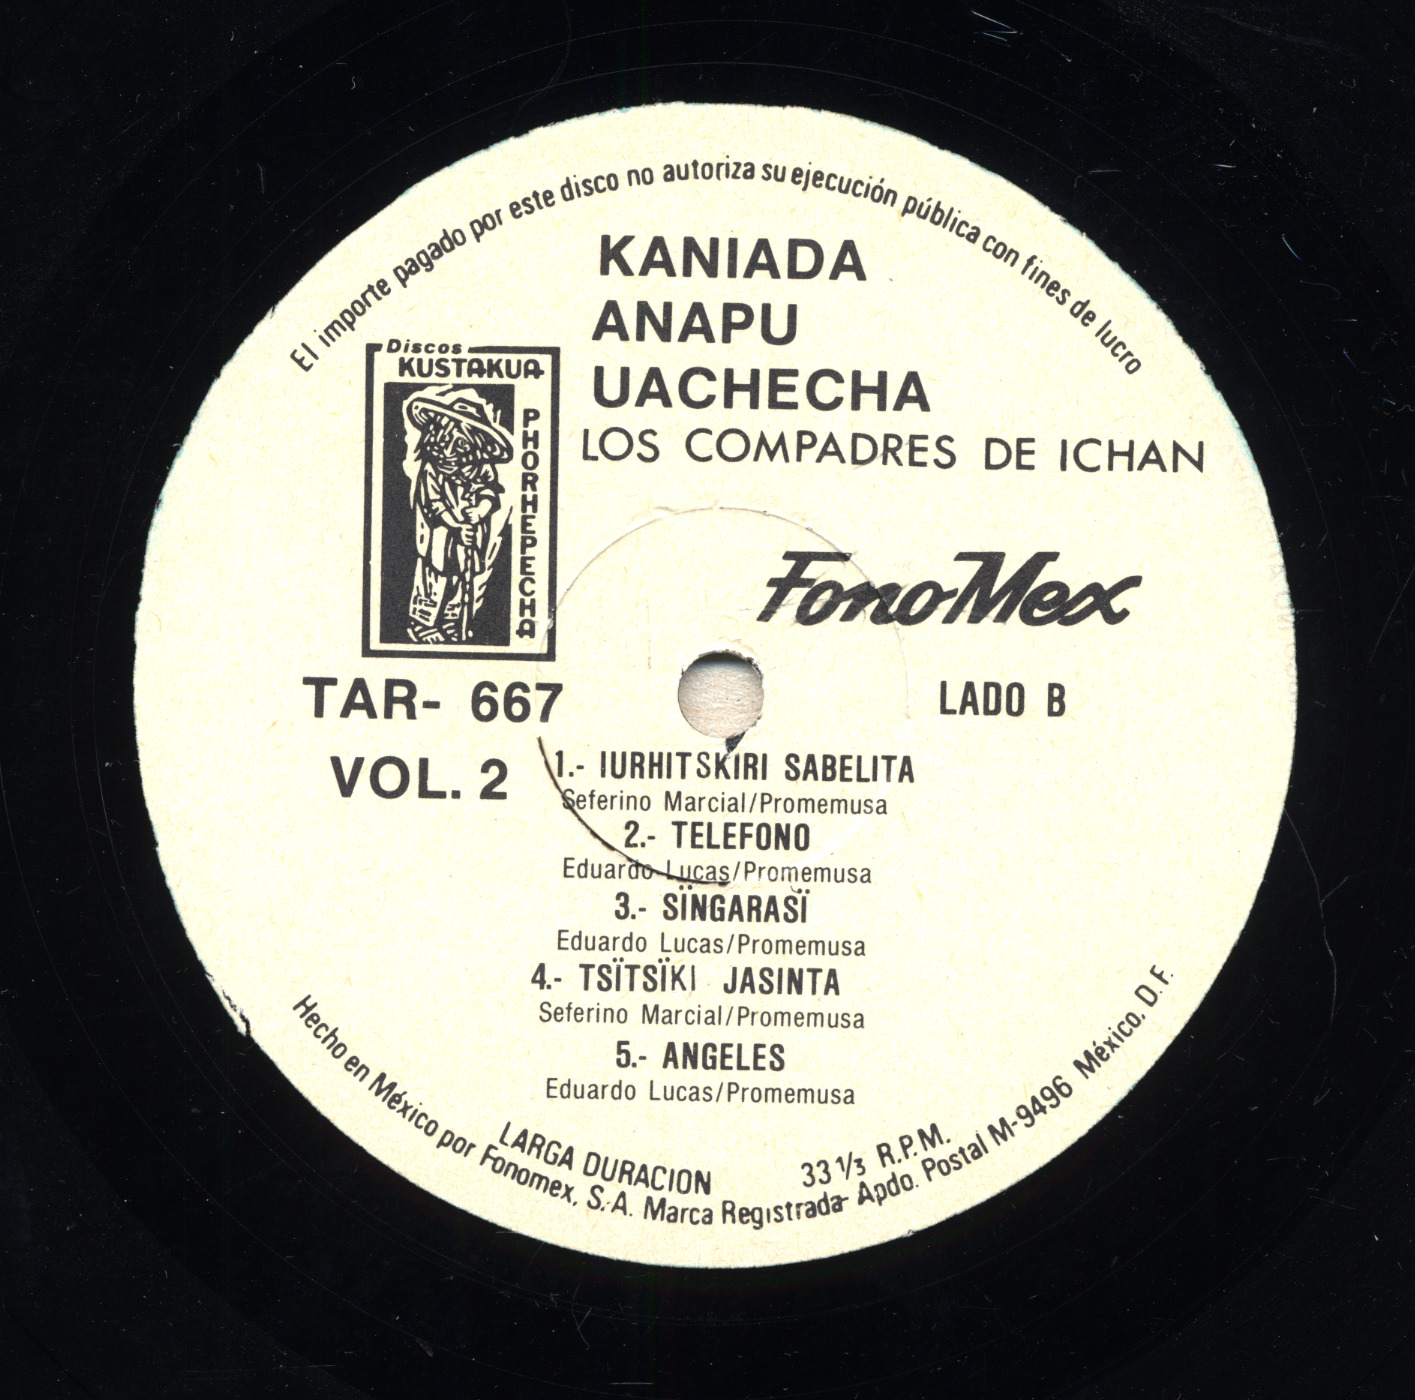 El importe pagado por este disco no autoriza su ejecución pública con fines de lucro
KANIADA
ANAPU
UACHECHA
LOS COMPADRES DE ICHAN
Discos
KUSTAKUA
PHORHEPECHA
FonoMex
TAR- 667
LADO B
VOL. 2
1.- IURHITSKIRI SABELITA
Seferino Marcial/Promemusa
2.- TELEFONO
Eduardo Lucas/Promemusa
3.- SÏNGARASÏ
Eduardo Lucas/Promemusa
4.- TSÏTSÏKI JASINTA
Seferino Marcial/Promemusa
5.- ANGELES
Eduardo Lucas/Promemusa
LARGA DURACION
33 1/3 R.P.M.
Hecho en México por Fonomex, S.A. Marca Registrada- Apdo. Postal M-9496 México, D.F.